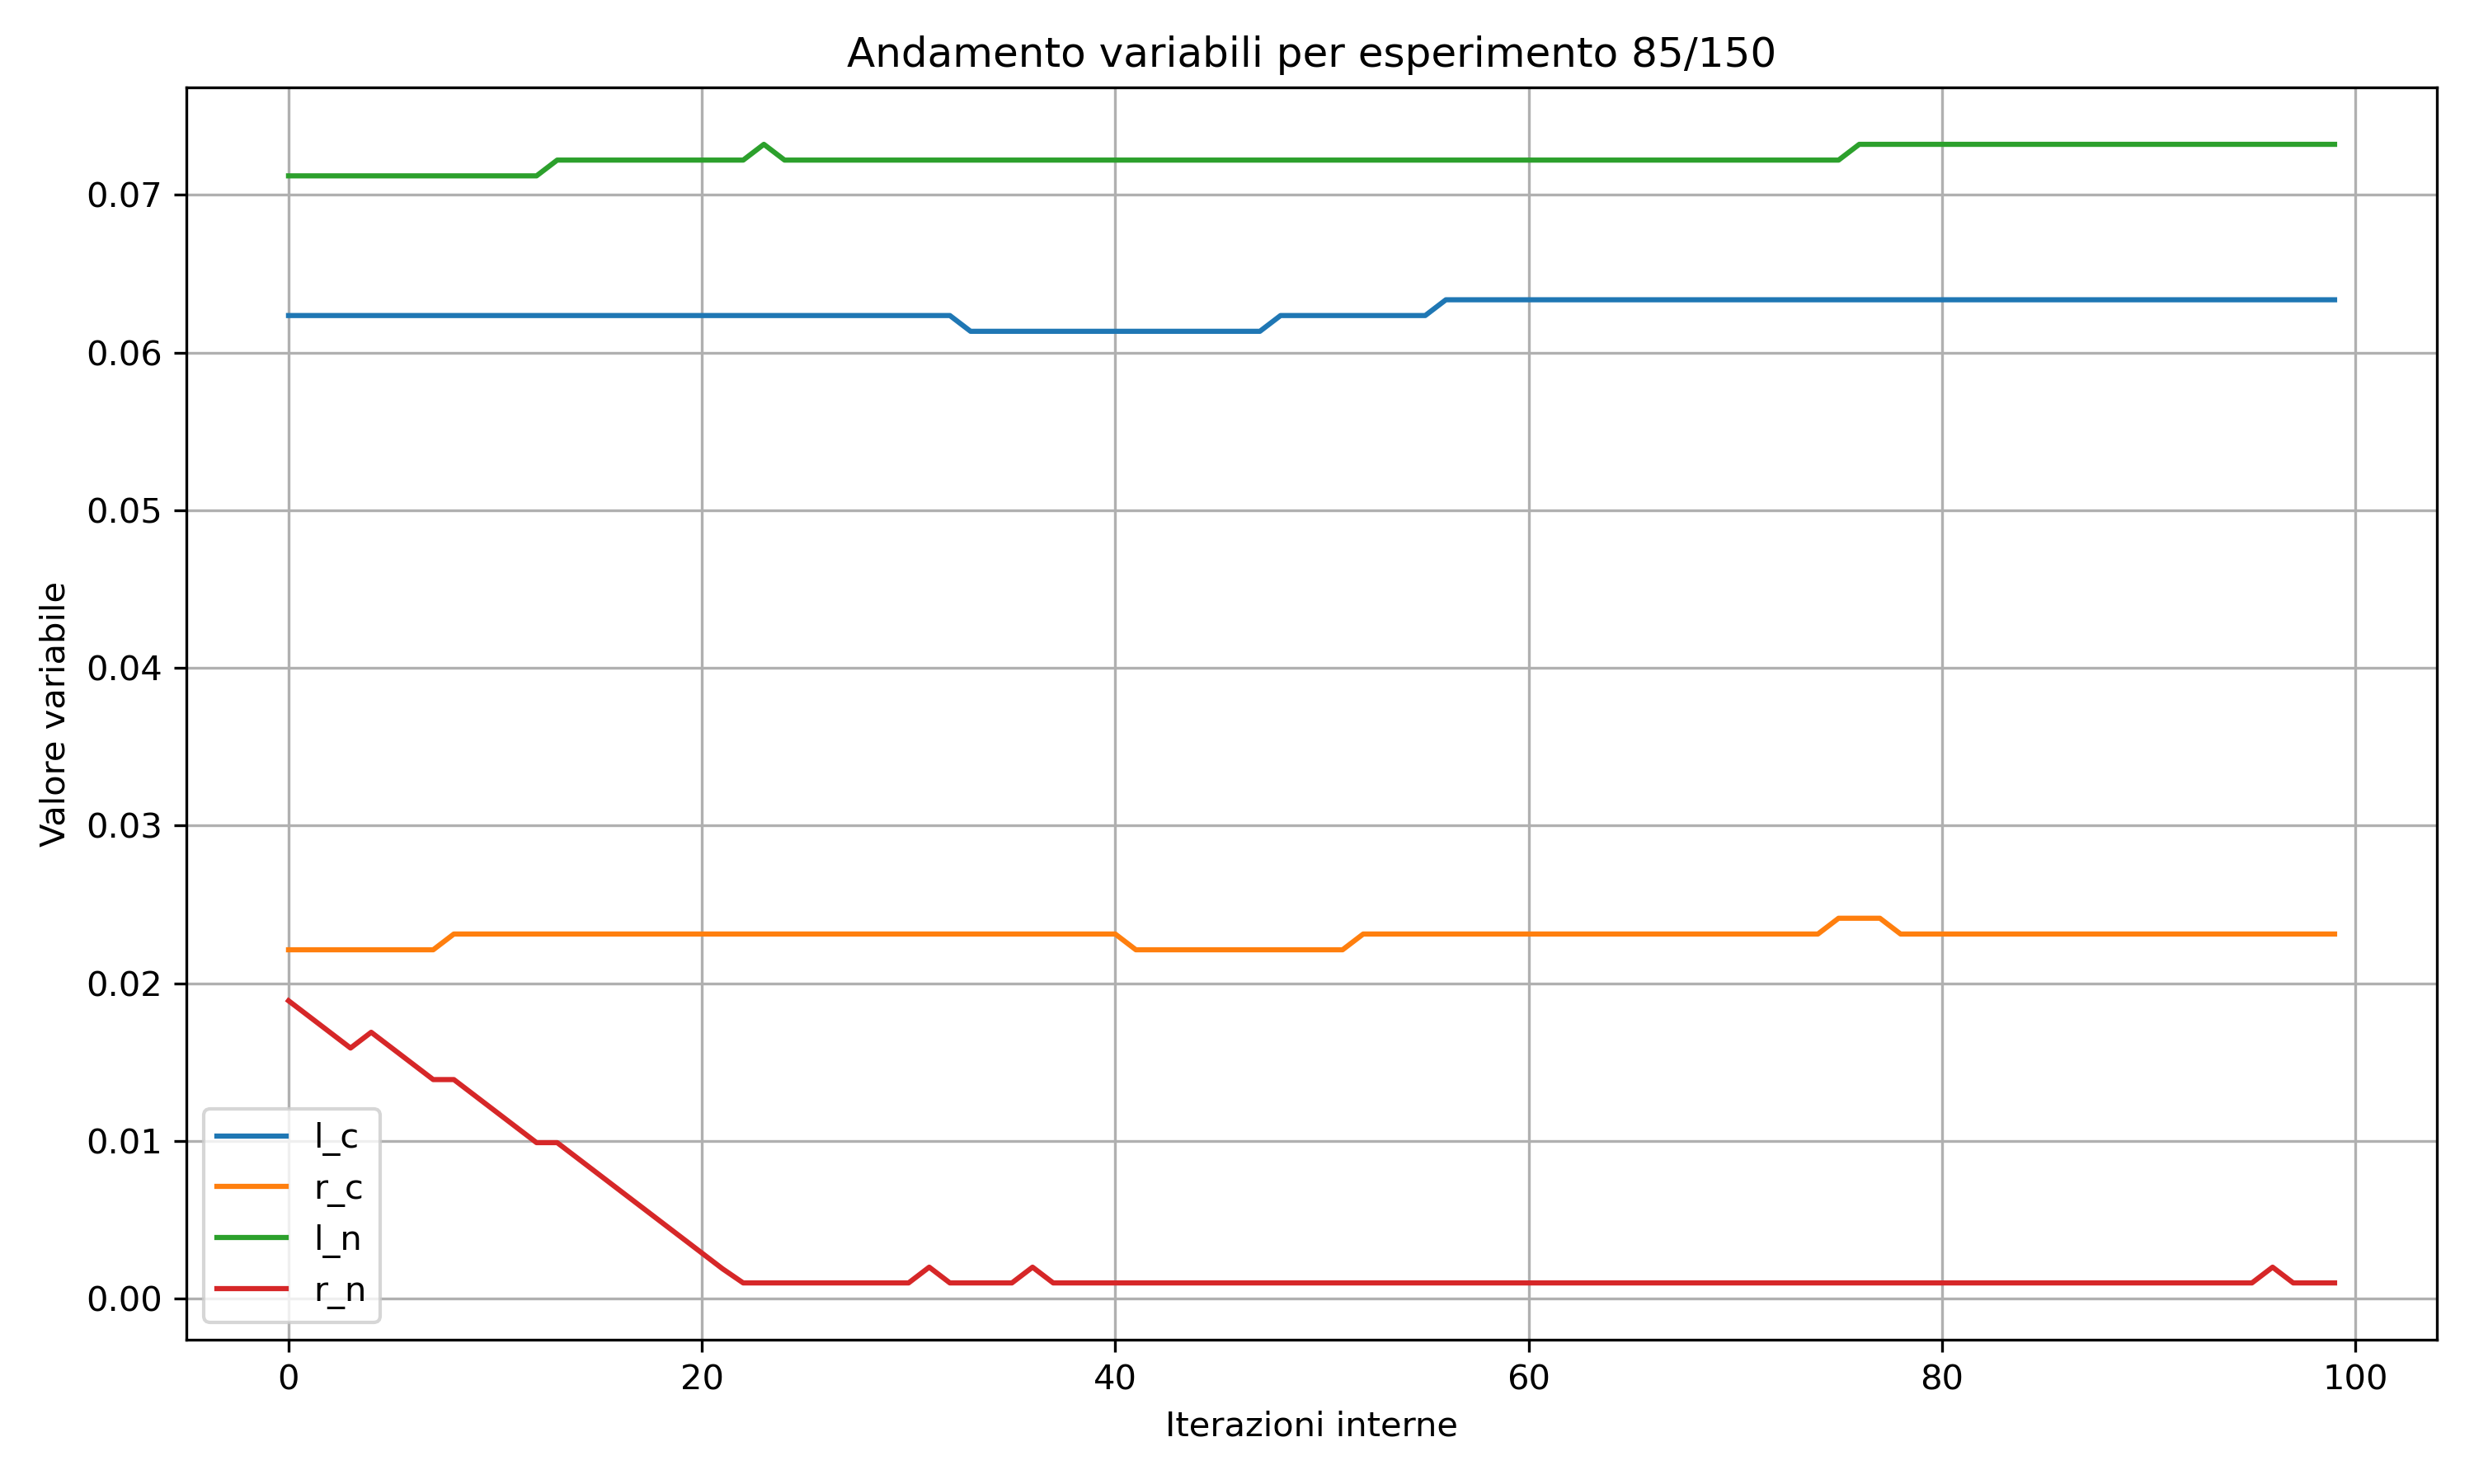 Andamento variabili per esperimento 85/150
Valore variabile
0.07
0.06
0.05
0.04
0.03
0.02
0.01
0.00
l_c
r_c
l_n
r_n
0 20 40 60 80 100
Iterazioni interne